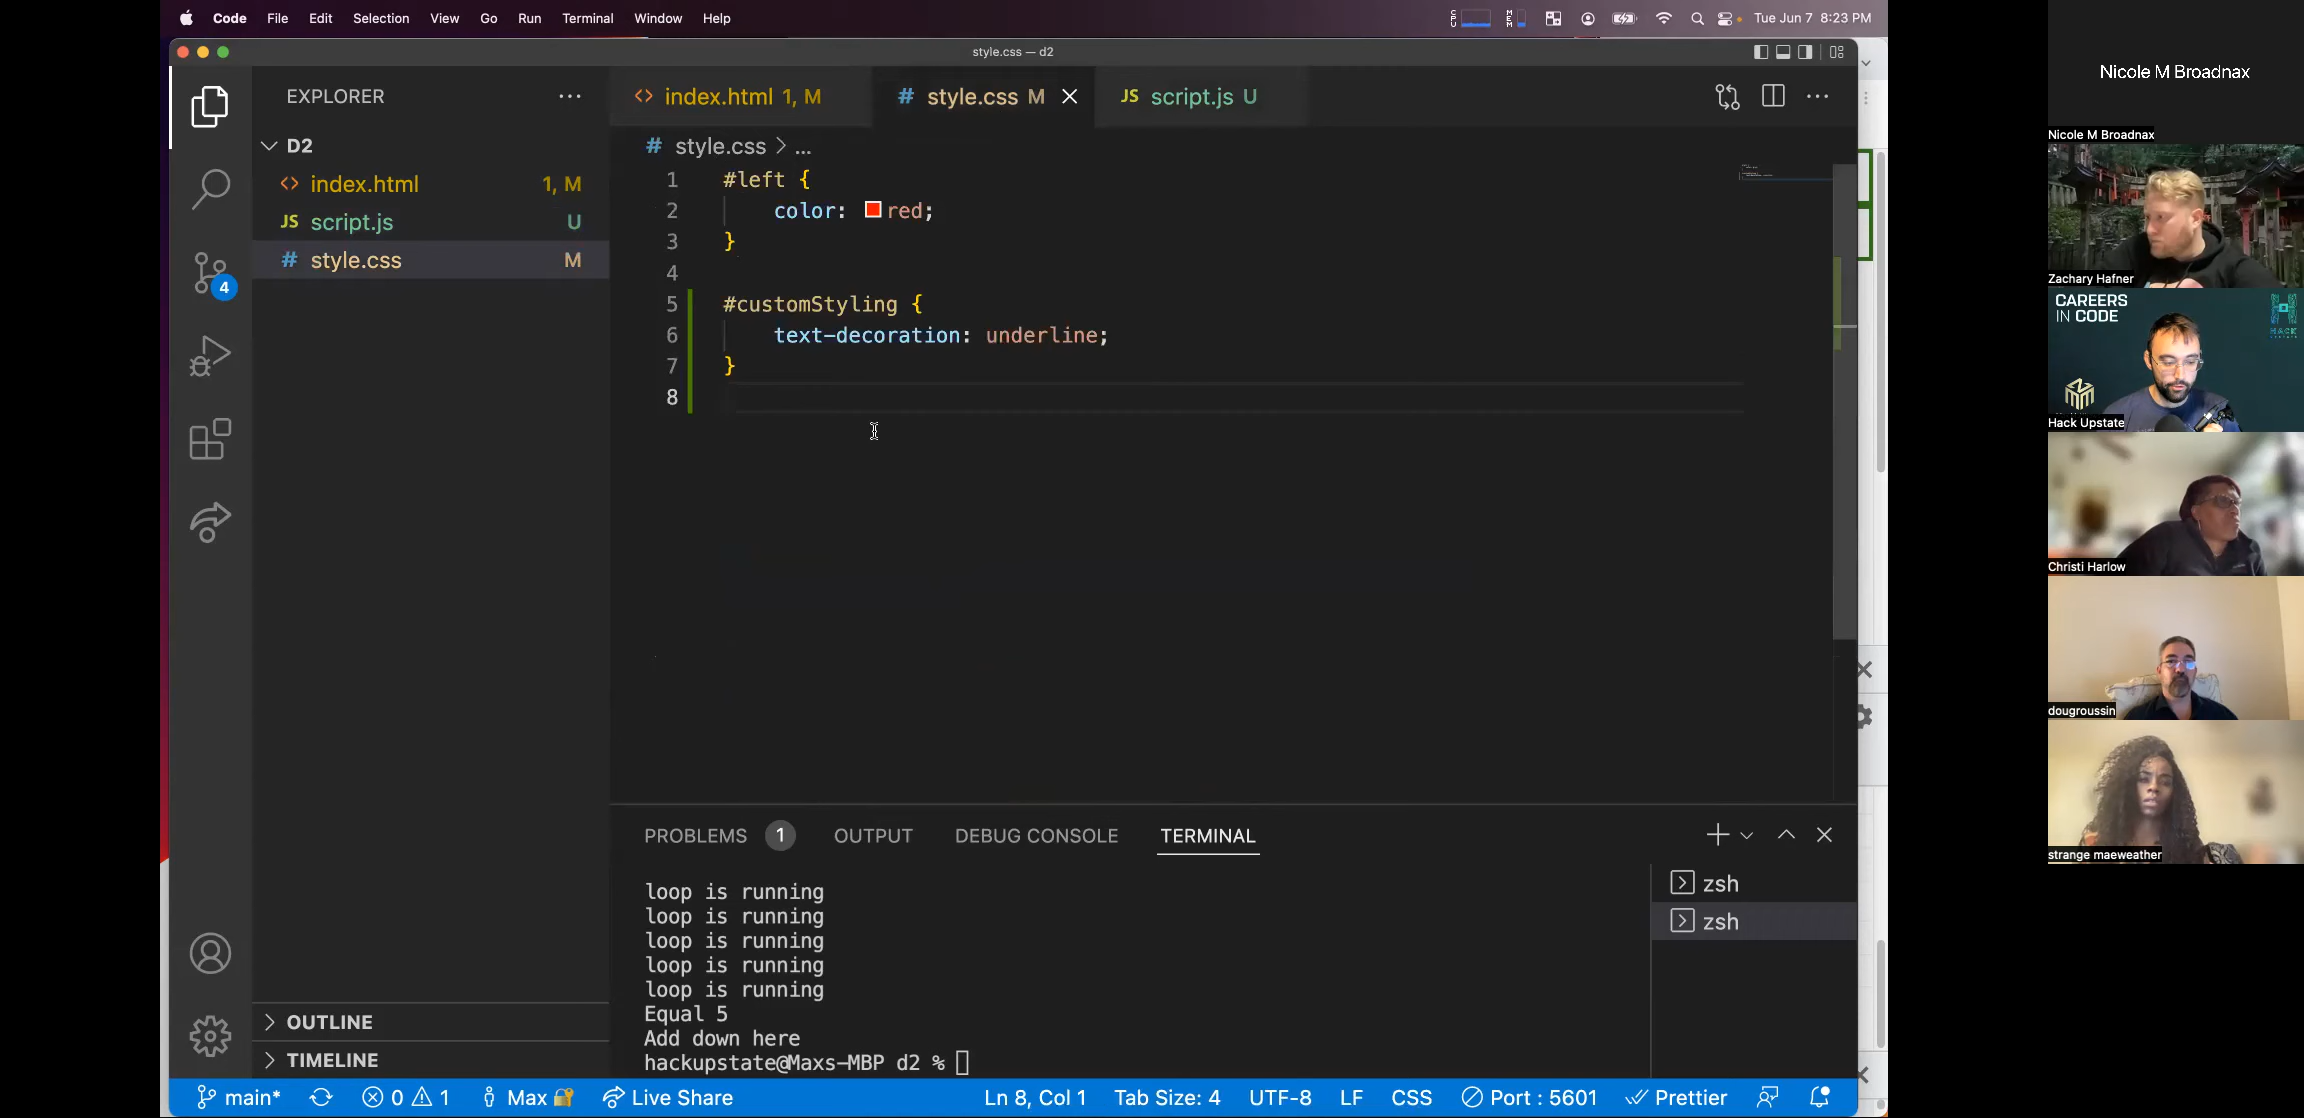 Code File Edit Selection View Go Run Terminal Window Help
CPU MEM Tue Jun 7 8:23 PM
style.css — d2
EXPLORER
D2
index.html 1, M
script.js U
style.css M
4
OUTLINE
TIMELINE
index.html 1, M
style.css M
JS script.js U
# style.css > ...
1 #left {
2 color: red;
3 }
4
5 #customStyling {
6 text-decoration: underline;
7 }
8
PROBLEMS 1 OUTPUT DEBUG CONSOLE TERMINAL
loop is running
loop is running
loop is running
loop is running
loop is running
Equal 5
Add down here
hackupstate@Maxs-MBP d2 %
zsh
zsh
main* 0 1 Max Live Share Ln 8, Col 1 Tab Size: 4 UTF-8 LF CSS Port : 5601 Prettier
Nicole M Broadnax
Nicole M Broadnax
Zachary Hafner
CAREERS
IN CODE
HACK
UPSTATE
Hack Upstate
Christi Harlow
dougroussin
strange maeweather